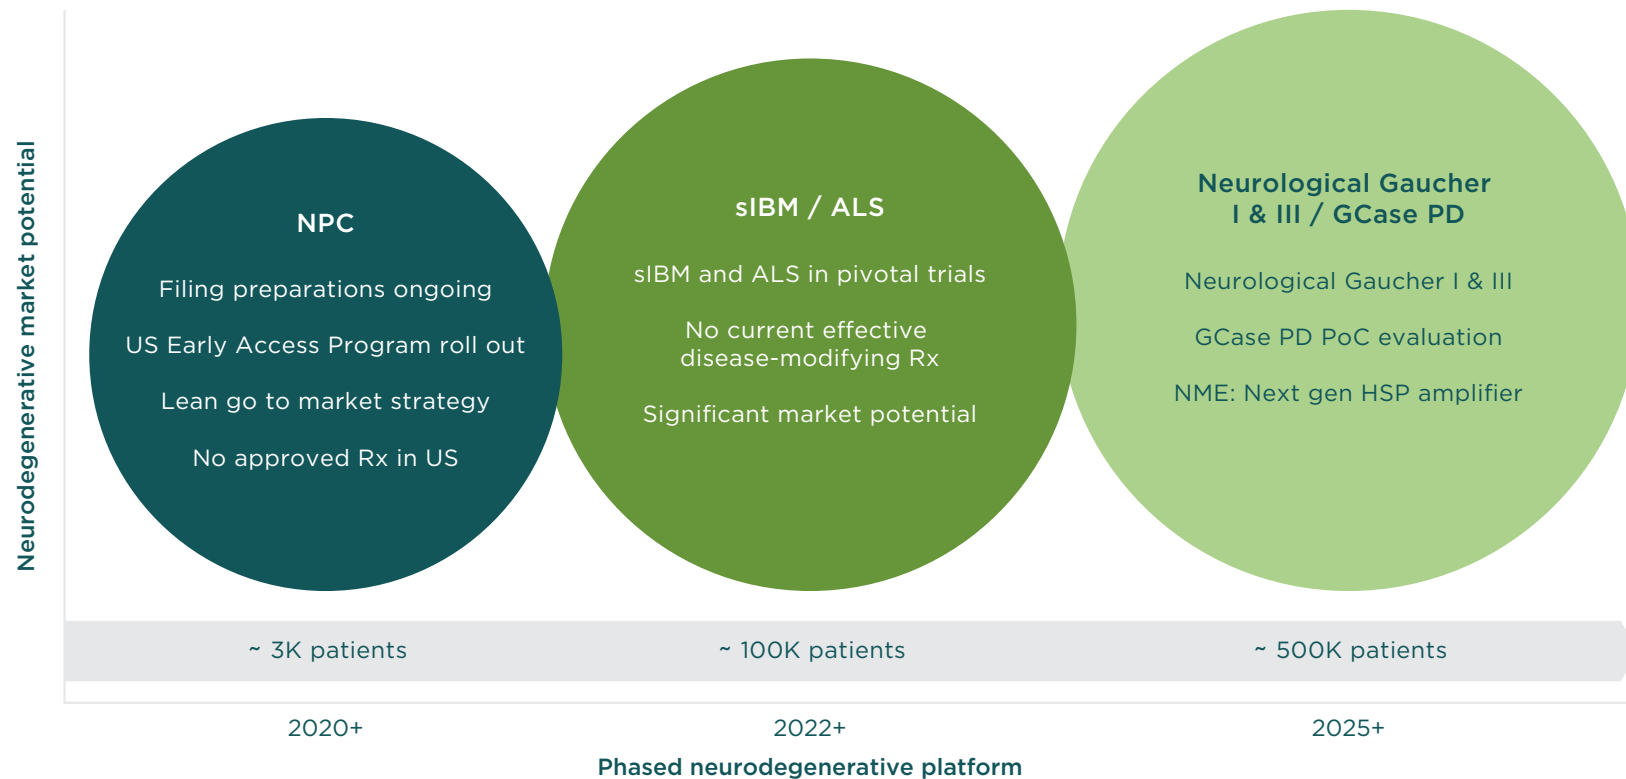 Neurodegenerative market potential
NPC
Filing preparations ongoing
US Early Access Program roll out
Lean go to market strategy
No approved Rx in US
sIBM / ALS
sIBM and ALS in pivotal trials
No current effective
disease-modifying Rx
Significant market potential
Neurological Gaucher
I & III / GCase PD
Neurological Gaucher I & III
GCase PD PoC evaluation
NME: Next gen HSP amplifier
~ 3K patients
~ 100K patients
~ 500K patients
2020+
2022+
2025+
Phased neurodegenerative platform